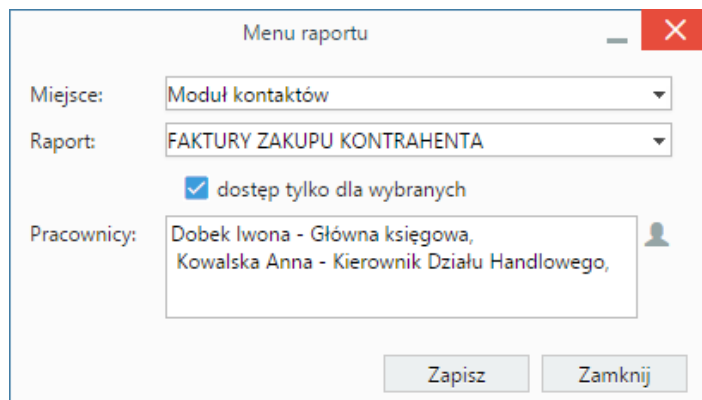 Menu raportu
Miejsce: Moduł kontaktów
Raport: FAKTURY ZAKUPU KONTRAHENTA
dostęp tylko dla wybranych
Pracownicy: Dobek Iwona - Główna księgowa,
Kowalska Anna - Kierownik Działu Handlowego,
Zapisz Zamknij